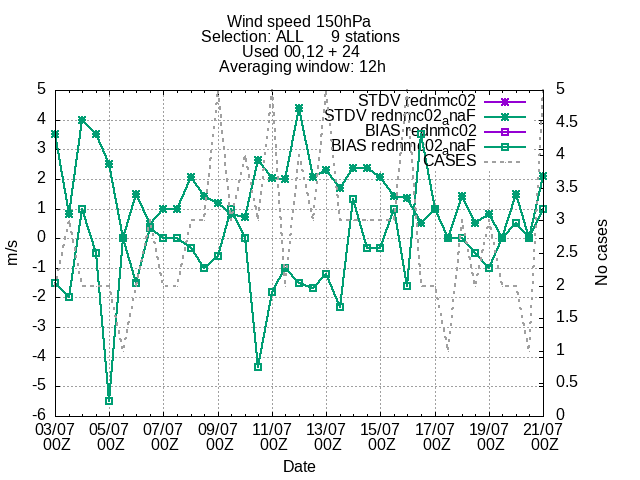 Wind speed 150hPa
Selection: ALL 9 stations
Used 00,12 + 24
Averaging window: 12h
STDV rednmc02
STDV rednmc02_anaF
BIAS rednmc02
BIAS rednmc02_anaF
CASES
5
4
3
2
1
0
-1
-2
-3
-4
-5
-6
m/s
5
4.5
4
3.5
3
2.5
2
1.5
1
0.5
0
No cases
03/07 05/07 07/07 09/07 11/07 13/07 15/07 17/07 19/07 21/07
00Z 00Z 00Z 00Z 00Z 00Z 00Z 00Z 00Z 00Z
Date